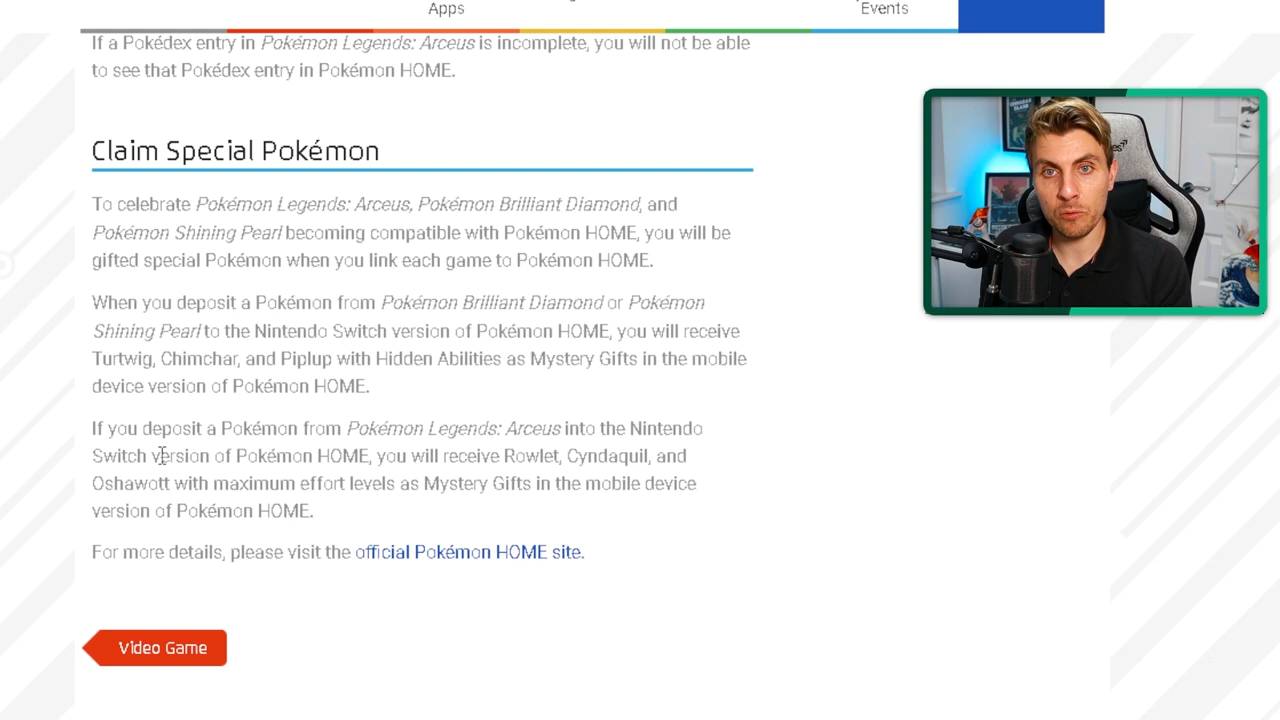 Apps
Events
If a Pokédex entry in Pokémon Legends: Arceus is incomplete, you will not be able
to see that Pokédex entry in Pokémon HOME.
Claim Special Pokémon
To celebrate Pokémon Legends: Arceus, Pokémon Brilliant Diamond, and
Pokémon Shining Pearl becoming compatible with Pokémon HOME, you will be
gifted special Pokémon when you link each game to Pokémon HOME.
When you deposit a Pokémon from Pokémon Brilliant Diamond or Pokémon
Shining Pearl to the Nintendo Switch version of Pokémon HOME, you will receive
Turtwig, Chimchar, and Piplup with Hidden Abilities as Mystery Gifts in the mobile
device version of Pokémon HOME.
If you deposit a Pokémon from Pokémon Legends: Arceus into the Nintendo
Switch version of Pokémon HOME, you will receive Rowlet, Cyndaquil, and
Oshawott with maximum effort levels as Mystery Gifts in the mobile device
version of Pokémon HOME.
For more details, please visit the official Pokémon HOME site.
Video Game